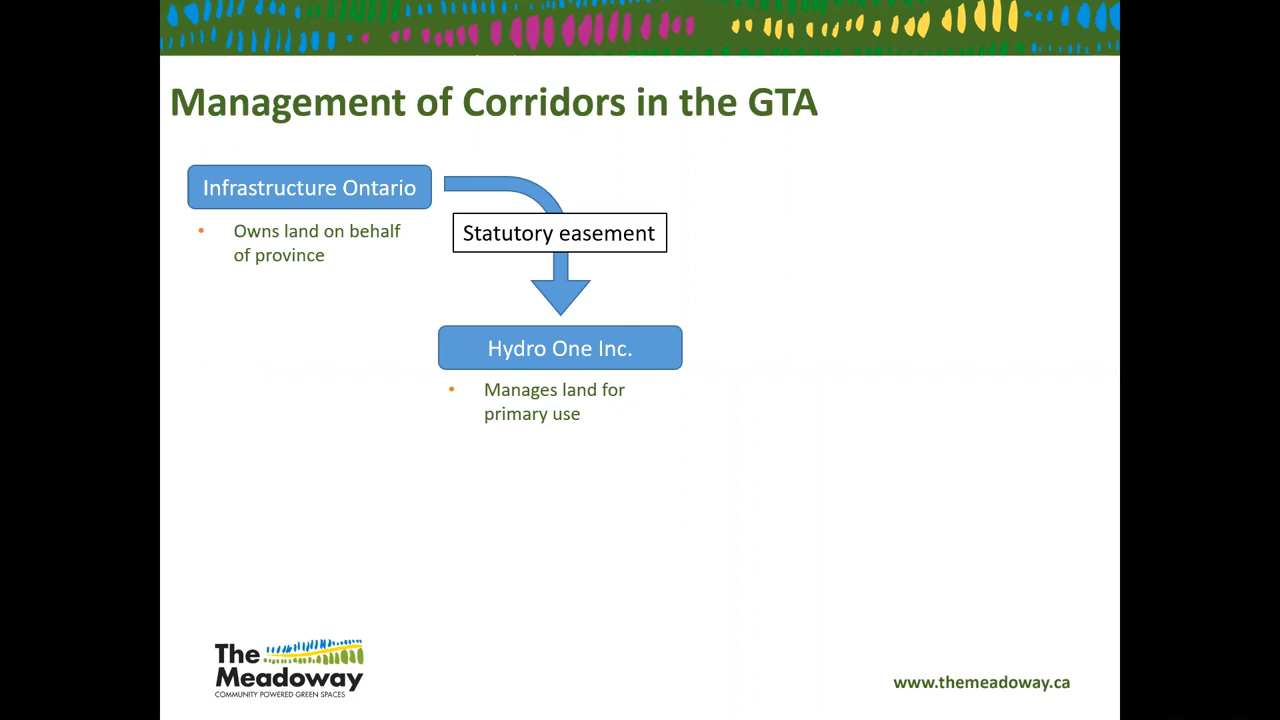 Management of Corridors in the GTA
Infrastructure Ontario
• Owns land on behalf
of province
Statutory easement
Hydro One Inc.
• Manages land for
primary use
The
Meadoway
COMMUNITY POWERED GREEN SPACES
www.themeadoway.ca